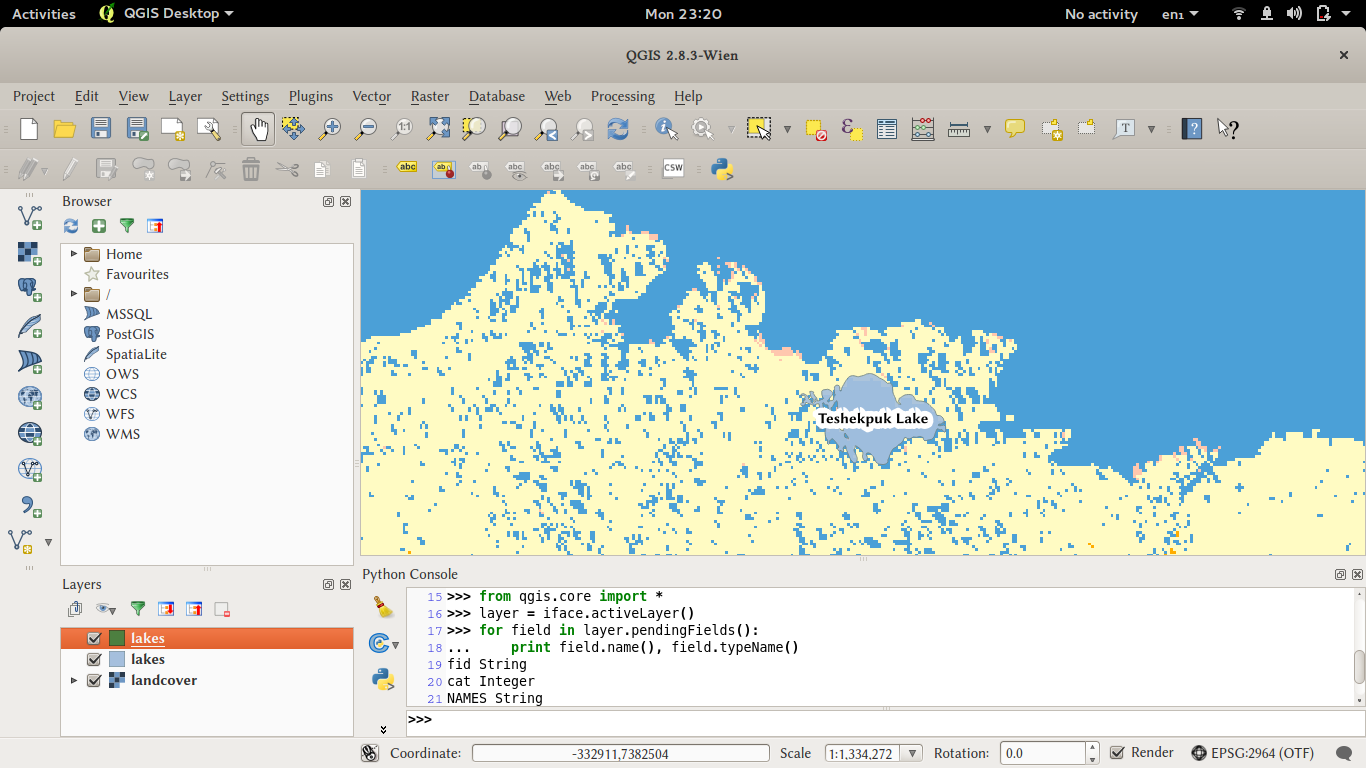 Activities QGIS Desktop Mon 23:20 No activity en₁
QGIS 2.8.3-Wien
Project Edit View Layer Settings Plugins Vector Raster Database Web Processing Help
abc CSW
Browser
Home
Favourites
/
MSSQL
PostGIS
SpatiaLite
OWS
WCS
WFS
WMS
Teshekpuk Lake
Layers
lakes
lakes
landcover
Python Console
15 >>> from qgis.core import *
16 >>> layer = iface.activeLayer()
17 >>> for field in layer.pendingFields():
18 ...     print field.name(), field.typeName()
19 fid String
20 cat Integer
21 NAMES String
>>>
Coordinate: -332911,7382504 Scale 1:1,334,272 Rotation: 0.0 Render EPSG:2964 (OTF)